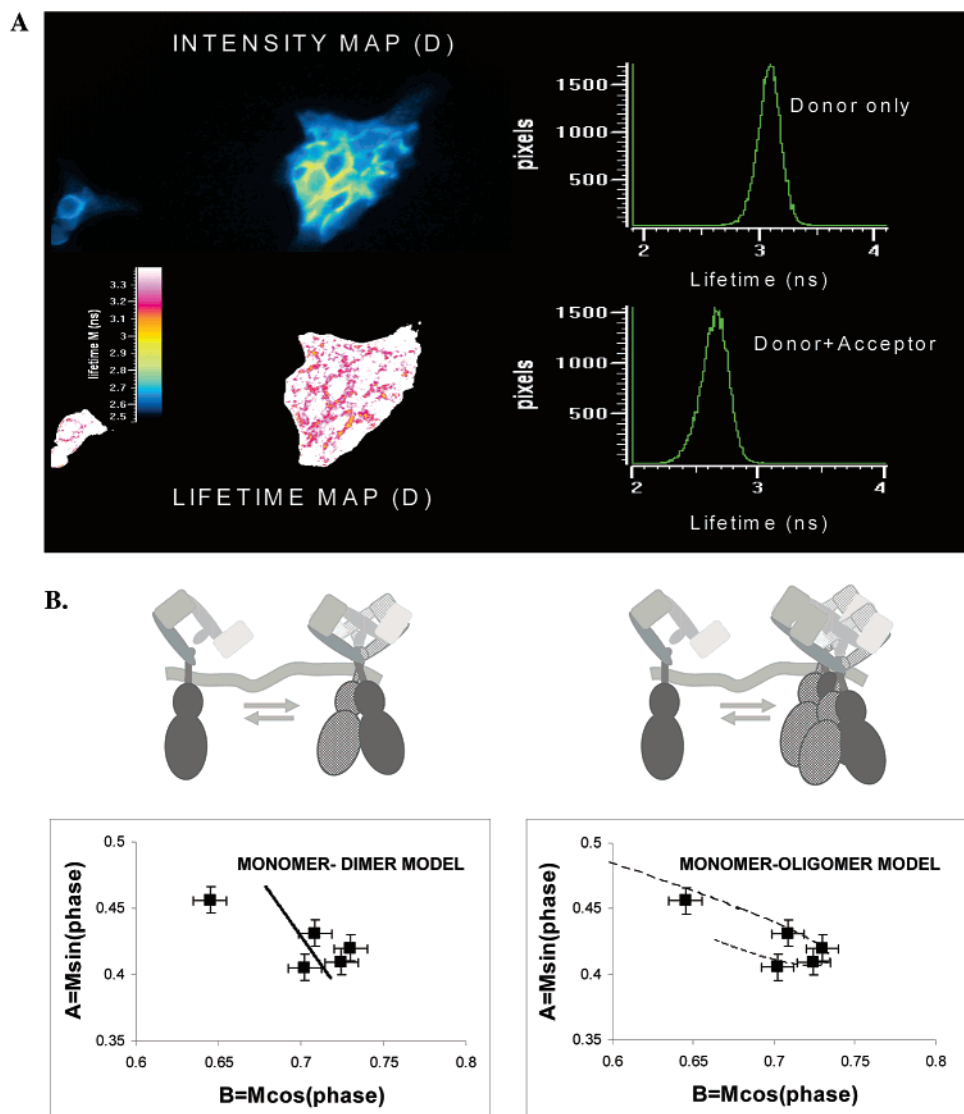 A
INTENSITY MAP (D)
1500
1000
500
pixels
Donor only
2
3
4
Lifetime (ns)
lifetime M (ns)
3.3
3.2
3.1
3
2.9
2.8
2.7
2.6
2.5
LIFETIME MAP (D)
1500
1000
500
pixels
Donor+Acceptor
2
3
4
Lifetime (ns)
B.
MONOMER- DIMER MODEL
A=Msin(phase)
0.5
0.45
0.4
0.35
0.6
0.65
0.7
0.75
0.8
B=Mcos(phase)
MONOMER-OLIGOMER MODEL
A=Msin(phase)
0.5
0.45
0.4
0.35
0.6
0.65
0.7
0.75
0.8
B=Mcos(phase)